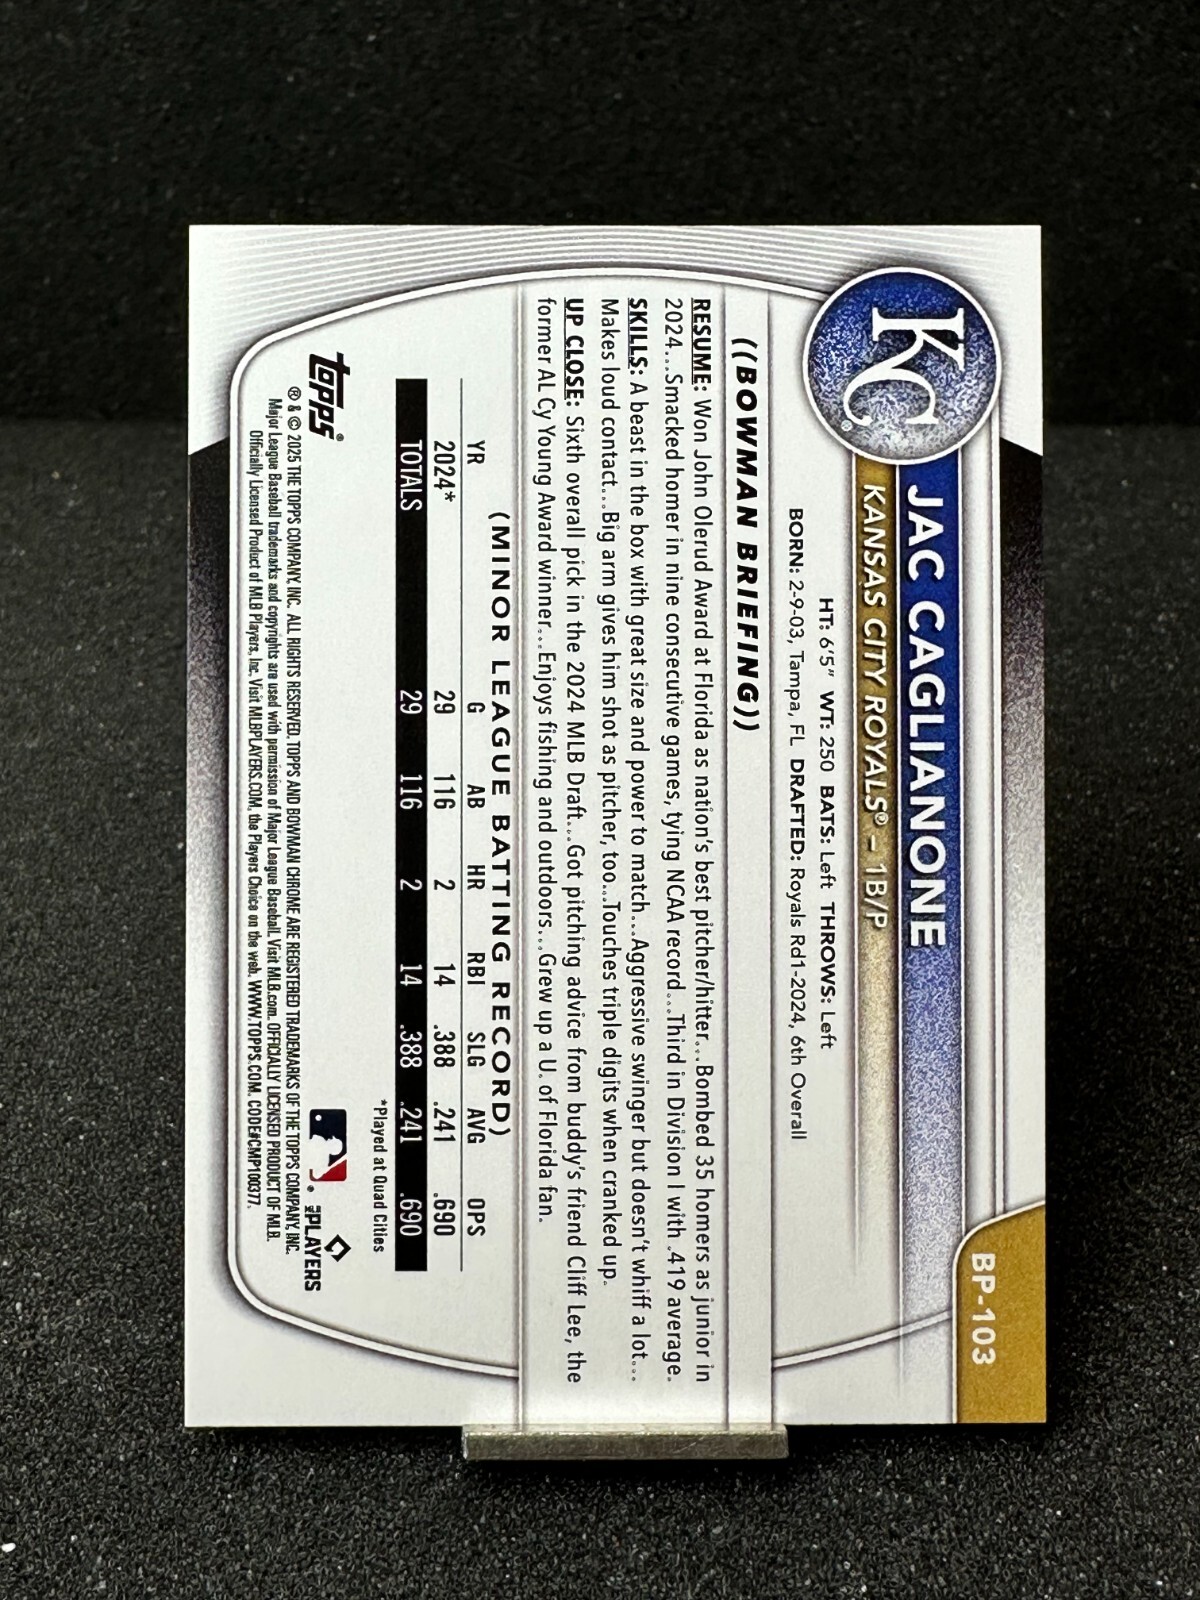 BP-103
KC
JAC CAGLIANONE
KANSAS CITY ROYALS® – 1B/P
HT: 6'5" WT: 250 BATS: Left THROWS: Left
BORN: 2-9-03, Tampa, FL DRAFTED: Royals Rd1-2024, 6th Overall
((BOWMAN BRIEFING))
RESUME: Won John Olerud Award at Florida as nation's best pitcher/hitter...Bombed 35 homers as junior in
2024...Smacked homer in nine consecutive games, tying NCAA record...Third in Division I with .419 average.
SKILLS: A beast in the box with great size and power to match...Aggressive swinger but doesn't whiff a lot...
Makes loud contact...Big arm gives him shot as pitcher, too...Touches triple digits when cranked up.
UP CLOSE: Sixth overall pick in the 2024 MLB Draft...Got pitching advice from buddy's friend Cliff Lee, the
former AL Cy Young Award winner...Enjoys fishing and outdoors...Grew up a U. of Florida fan.
(MINOR LEAGUE BATTING RECORD)
YR G AB HR RBI SLG AVG OPS
2024* 29 116 2 14 .388 .241 .690
TOTALS 29 116 2 14 .388 .241 .690
*Played at Quad Cities
topps®
MLB PLAYERS
® & © 2025 THE TOPPS COMPANY, INC. ALL RIGHTS RESERVED. TOPPS AND BOWMAN CHROME ARE REGISTERED TRADEMARKS OF THE TOPPS COMPANY, INC.
Major League Baseball trademarks and copyrights are used with permission of Major League Baseball. Visit MLB.com. OFFICIALLY LICENSED PRODUCT OF MLB.
Officially Licensed Product of MLB Players, Inc. Visit MLBPLAYERS.COM, the Players Choice on the web. WWW.TOPPS.COM. CODE#CMP100377.